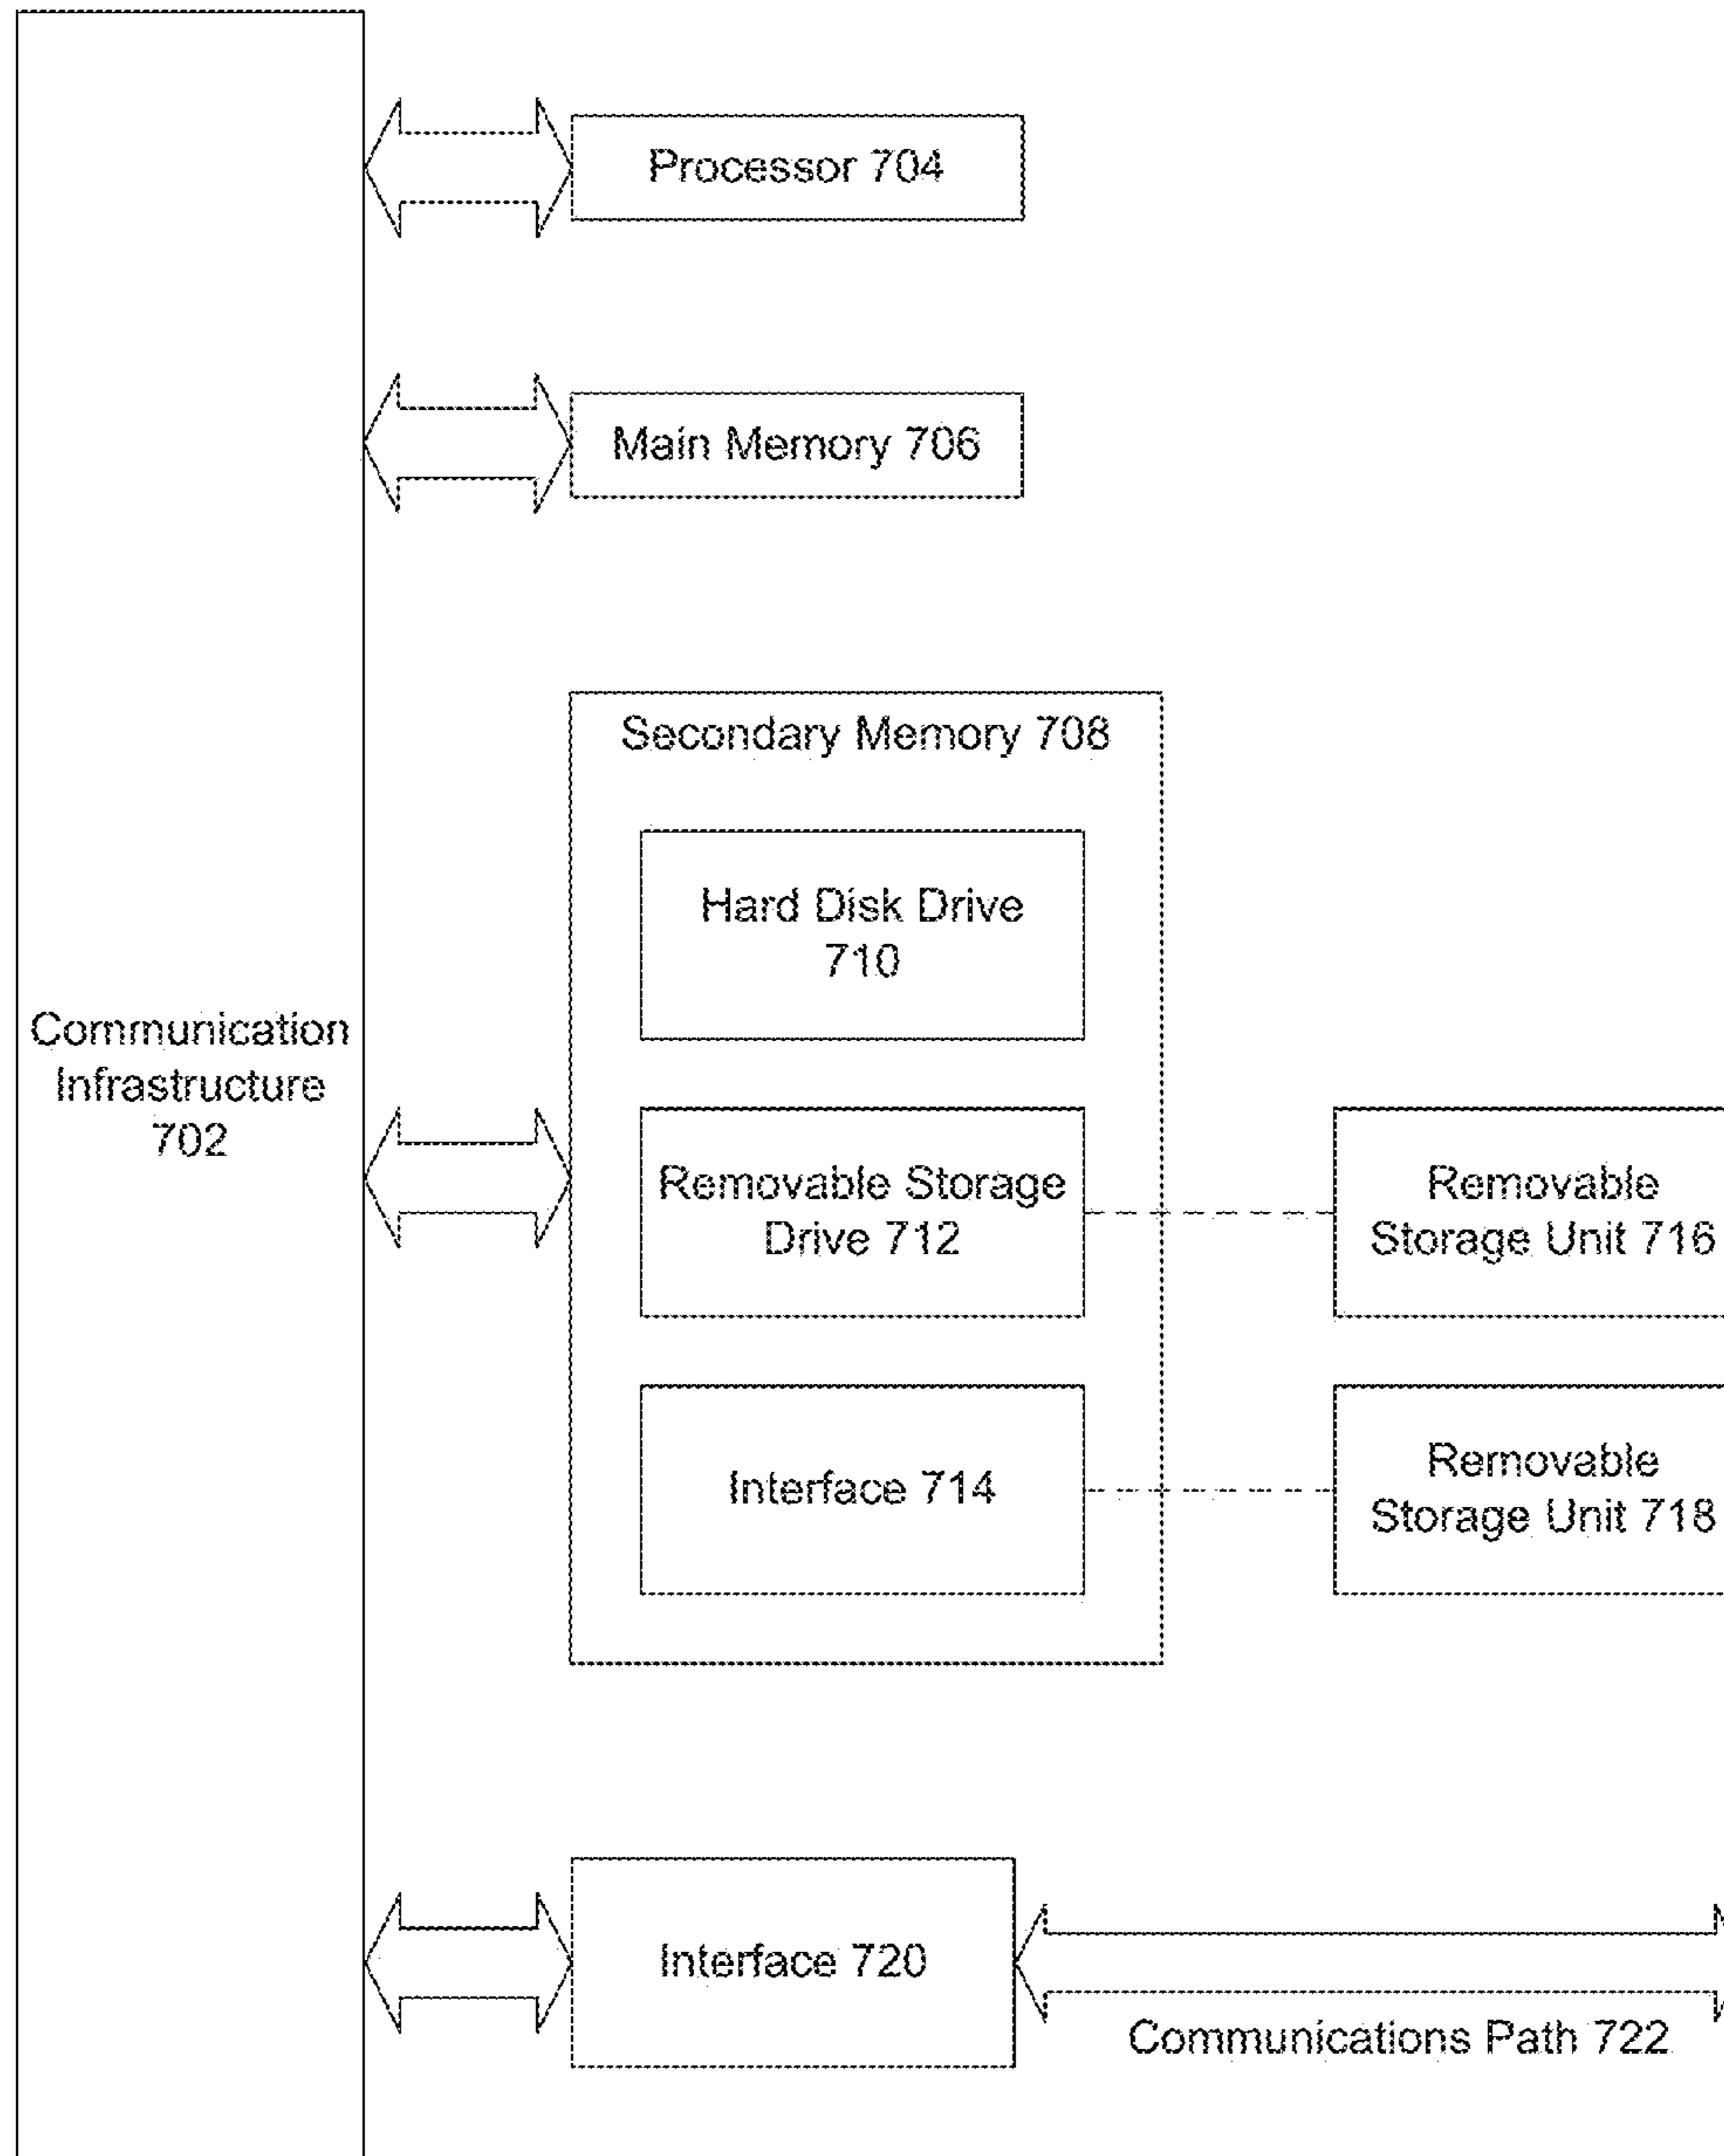 Processor 704
Main Memory 706
Secondary Memory 708
Hard Disk Drive
710
Communication
Infrastructure
702
Removable Storage
Drive 712
Removable
Storage Unit 716
Interface 714
Removable
Storage Unit 718
Interface 720
Communications Path 722